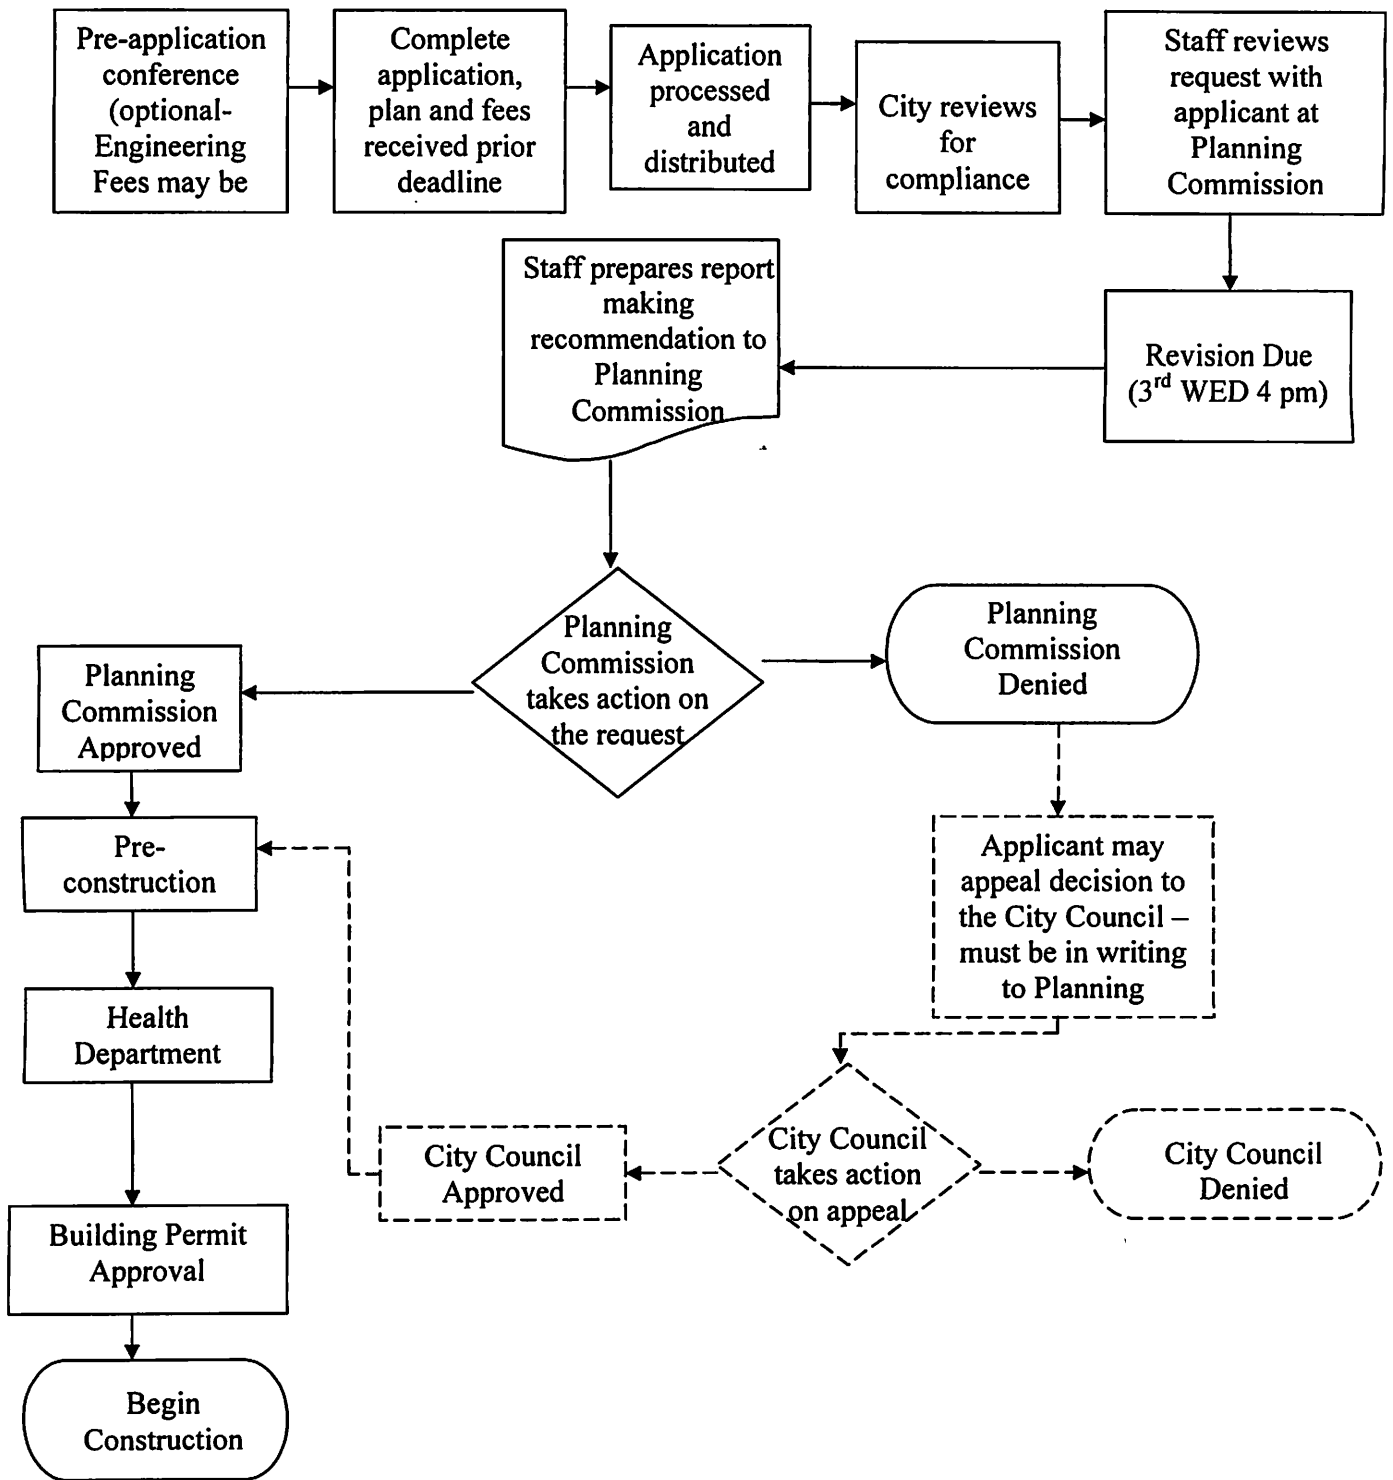 Pre-application
conference
(optional-
Engineering
Fees may be
Complete
application,
plan and fees
received prior
deadline
Application
processed
and
distributed
City reviews
for
compliance
Staff reviews
request with
applicant at
Planning
Commission
Revision Due
(3rd WED 4 pm)
Staff prepares report
making
recommendation to
Planning
Commission
Planning
Commission
takes action on
the request
Planning
Commission
Denied
Planning
Commission
Approved
Pre-
construction
Applicant may
appeal decision to
the City Council –
must be in writing
to Planning
Health
Department
City Council
takes action
on appeal
City Council
Approved
City Council
Denied
Building Permit
Approval
Begin
Construction